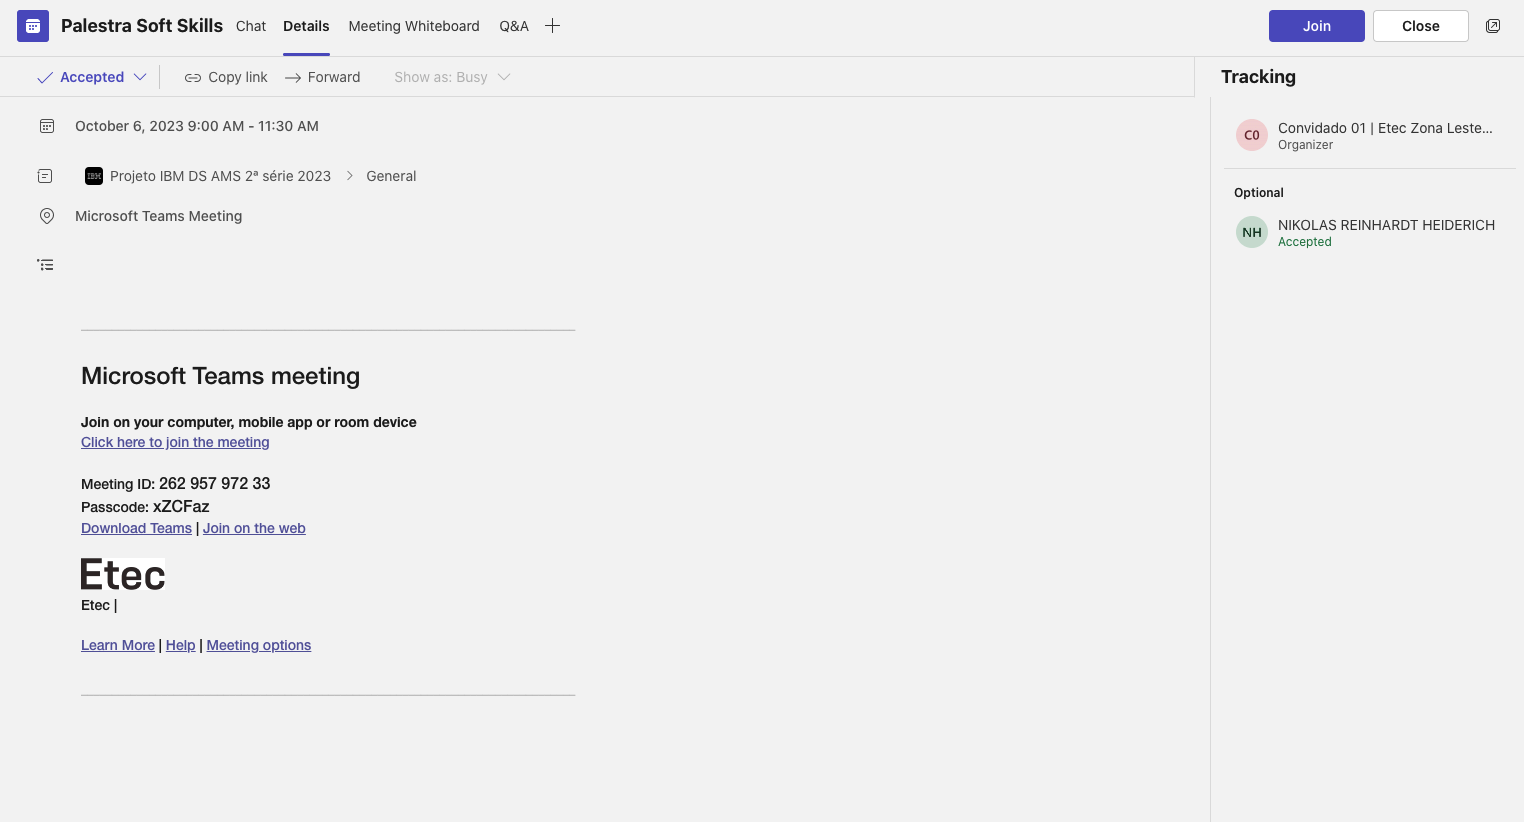 Palestra Soft Skills Chat Details Meeting Whiteboard Q&A Join Close
Accepted Copy link Forward Show as: Busy
Tracking
October 6, 2023 9:00 AM - 11:30 AM
IBM Projeto IBM DS AMS 2ª série 2023 General
Microsoft Teams Meeting
Microsoft Teams meeting
Join on your computer, mobile app or room device
Click here to join the meeting
Meeting ID: 262 957 972 33
Passcode: xZCFaz
Download Teams | Join on the web
Etec
Etec |
Learn More | Help | Meeting options
C0 Convidado 01 | Etec Zona Leste...
Organizer
Optional
NH NIKOLAS REINHARDT HEIDERICH
Accepted